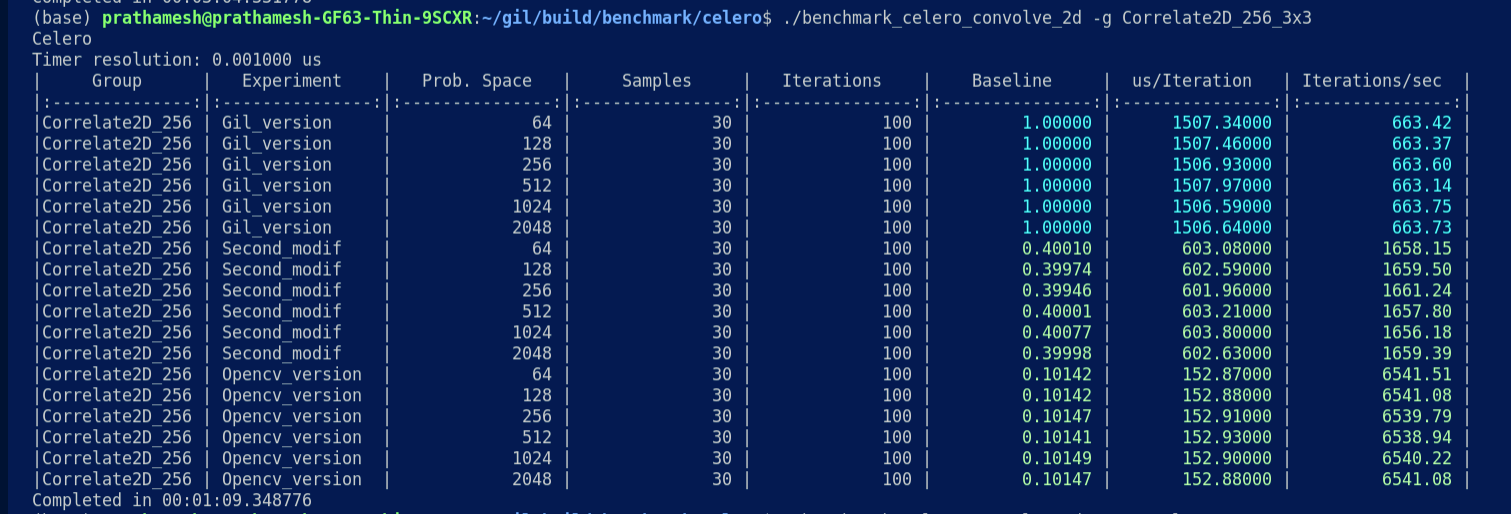 Completed in 00:03:04.331776
(base) prathamesh@prathamesh-GF63-Thin-9SCXR:~/gil/build/benchmark/celero$ ./benchmark_celero_convolve_2d -g Correlate2D_256_3x3
Celero
Timer resolution: 0.001000 us
|     Group     |   Experiment    |   Prob. Space   |     Samples     |   Iterations    |    Baseline     |  us/Iteration   | Iterations/sec  |
|:--------------:|:---------------:|:---------------:|:---------------:|:---------------:|:---------------:|:---------------:|:---------------:|
|Correlate2D_256 | Gil_version | 64 | 30 | 100 | 1.00000 | 1507.34000 | 663.42 |
|Correlate2D_256 | Gil_version | 128 | 30 | 100 | 1.00000 | 1507.46000 | 663.37 |
|Correlate2D_256 | Gil_version | 256 | 30 | 100 | 1.00000 | 1506.93000 | 663.60 |
|Correlate2D_256 | Gil_version | 512 | 30 | 100 | 1.00000 | 1507.97000 | 663.14 |
|Correlate2D_256 | Gil_version | 1024 | 30 | 100 | 1.00000 | 1506.59000 | 663.75 |
|Correlate2D_256 | Gil_version | 2048 | 30 | 100 | 1.00000 | 1506.64000 | 663.73 |
|Correlate2D_256 | Second_modif | 64 | 30 | 100 | 0.40010 | 603.08000 | 1658.15 |
|Correlate2D_256 | Second_modif | 128 | 30 | 100 | 0.39974 | 602.59000 | 1659.50 |
|Correlate2D_256 | Second_modif | 256 | 30 | 100 | 0.39946 | 601.96000 | 1661.24 |
|Correlate2D_256 | Second_modif | 512 | 30 | 100 | 0.40001 | 603.21000 | 1657.80 |
|Correlate2D_256 | Second_modif | 1024 | 30 | 100 | 0.40077 | 603.80000 | 1656.18 |
|Correlate2D_256 | Second_modif | 2048 | 30 | 100 | 0.39998 | 602.63000 | 1659.39 |
|Correlate2D_256 | Opencv_version | 64 | 30 | 100 | 0.10142 | 152.87000 | 6541.51 |
|Correlate2D_256 | Opencv_version | 128 | 30 | 100 | 0.10142 | 152.88000 | 6541.08 |
|Correlate2D_256 | Opencv_version | 256 | 30 | 100 | 0.10147 | 152.91000 | 6539.79 |
|Correlate2D_256 | Opencv_version | 512 | 30 | 100 | 0.10141 | 152.93000 | 6538.94 |
|Correlate2D_256 | Opencv_version | 1024 | 30 | 100 | 0.10149 | 152.90000 | 6540.22 |
|Correlate2D_256 | Opencv_version | 2048 | 30 | 100 | 0.10147 | 152.88000 | 6541.08 |
Completed in 00:01:09.348776